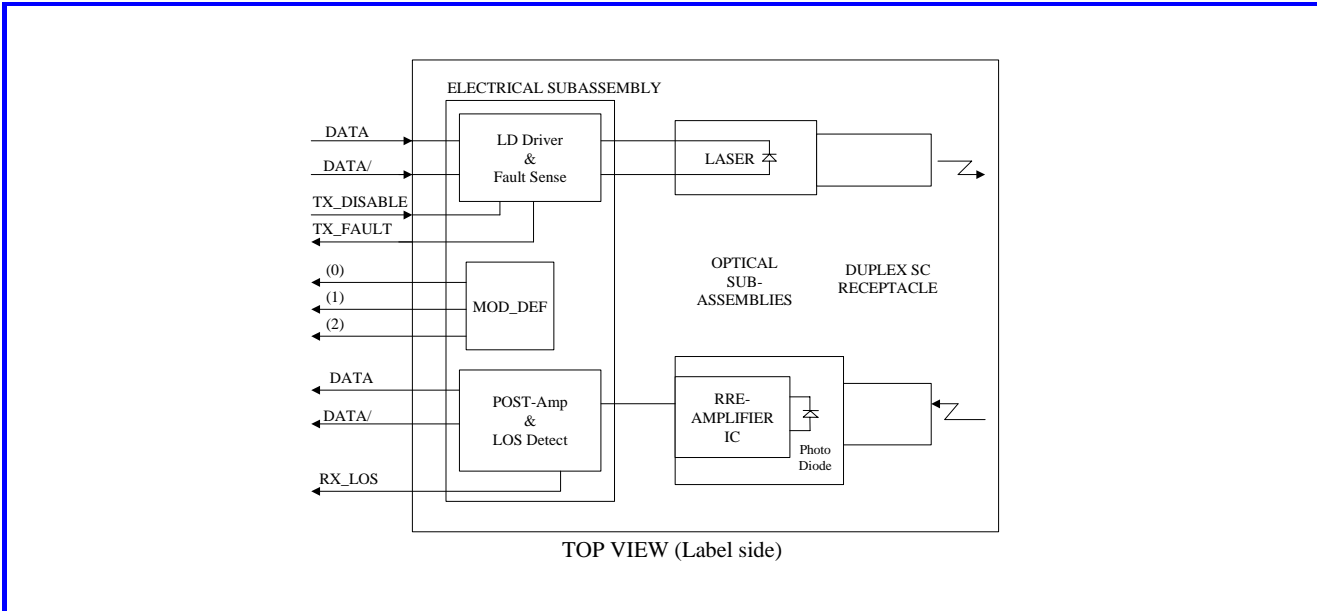 ELECTRICAL SUBASSEMBLY
DATA
DATA/
TX_DISABLE
TX_FAULT
LD Driver
&
Fault Sense
LASER
(0)
(1)
(2)
MOD_DEF
OPTICAL
SUB-
ASSEMBLIES
DUPLEX SC
RECEPTACLE
DATA
DATA/
RX_LOS
POST-Amp
&
LOS Detect
RRE-
AMPLIFIER
IC
Photo
Diode
TOP VIEW (Label side)